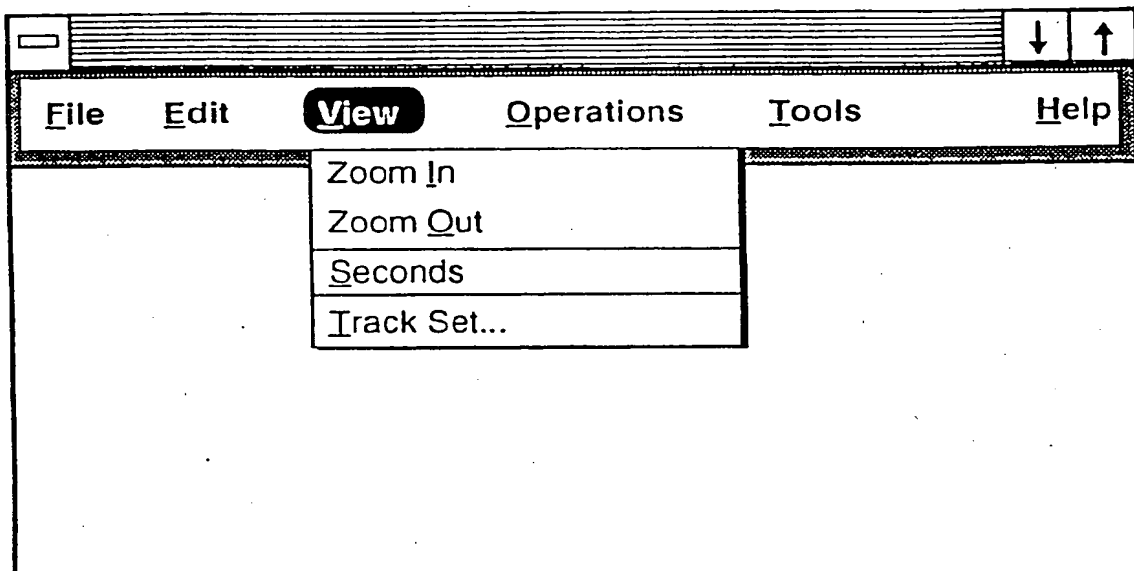 File Edit View Operations Tools Help
Zoom In
Zoom Out
Seconds
Track Set...